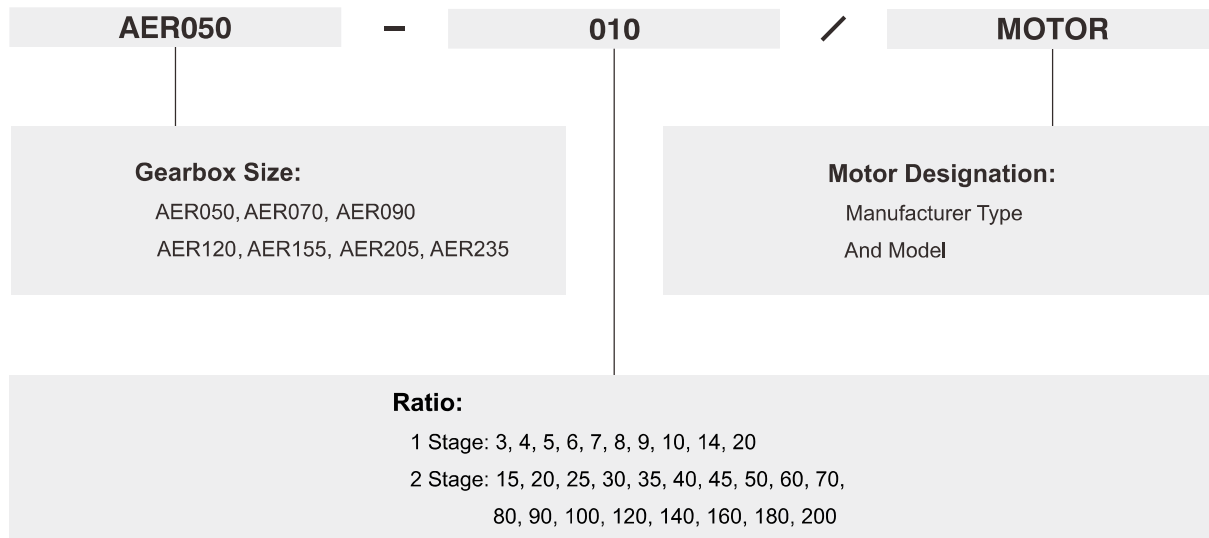 AER050 – 010 / MOTOR
Gearbox Size:
AER050, AER070, AER090
AER120, AER155, AER205, AER235
Motor Designation:
Manufacturer Type
And Model
Ratio:
1 Stage: 3, 4, 5, 6, 7, 8, 9, 10, 14, 20
2 Stage: 15, 20, 25, 30, 35, 40, 45, 50, 60, 70,
80, 90, 100, 120, 140, 160, 180, 200